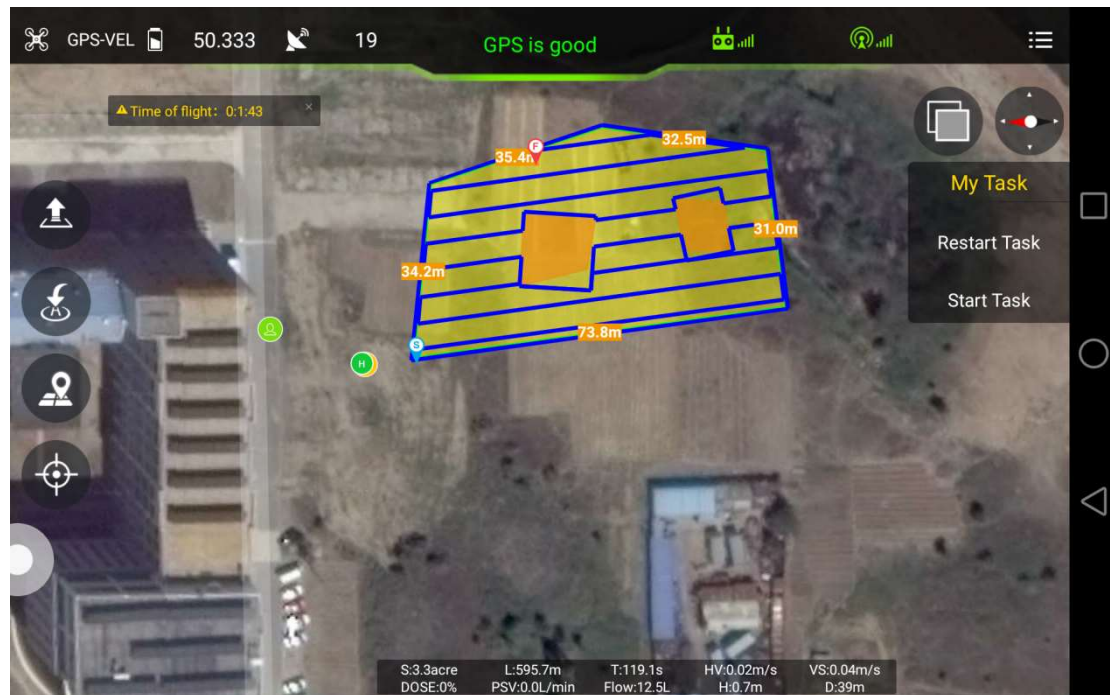 GPS-VEL 50.333 19 GPS is good
Time of flight: 0:1:43 ×
35.4m
F
32.5m
31.0m
34.2m
73.8m
S
H
H
My Task
Restart Task
Start Task
S:3.3acre L:595.7m T:119.1s HV:0.02m/s VS:0.04m/s
DOSE:0% PSV:0.0L/min Flow:12.5L H:0.7m D:39m